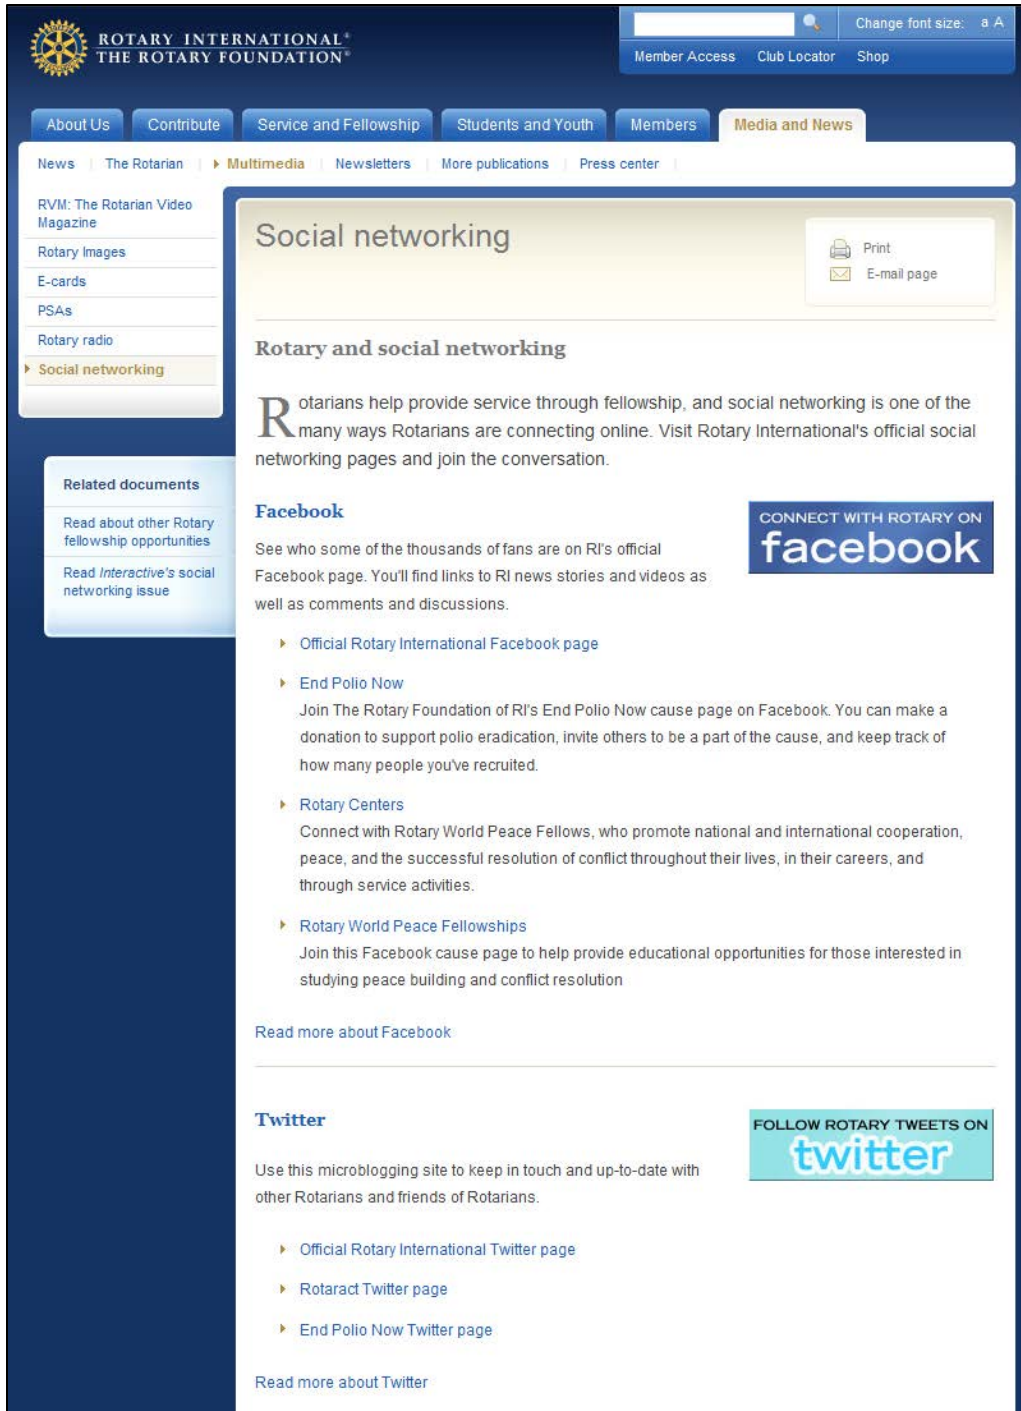 ROTARY INTERNATIONAL®
THE ROTARY FOUNDATION®
Change font size: a A
Member Access Club Locator Shop
About Us Contribute Service and Fellowship Students and Youth Members Media and News
News The Rotarian Multimedia Newsletters More publications Press center
RVM: The Rotarian Video
Magazine
Rotary Images
E-cards
PSAs
Rotary radio
Social networking
Related documents
Read about other Rotary
fellowship opportunities
Read Interactive's social
networking issue
Social networking
Print
E-mail page
Rotary and social networking
Rotarians help provide service through fellowship, and social networking is one of the
many ways Rotarians are connecting online. Visit Rotary International's official social
networking pages and join the conversation.
Facebook
CONNECT WITH ROTARY ON
facebook
See who some of the thousands of fans are on RI's official
Facebook page. You'll find links to RI news stories and videos as
well as comments and discussions.
Official Rotary International Facebook page
End Polio Now
Join The Rotary Foundation of RI's End Polio Now cause page on Facebook. You can make a
donation to support polio eradication, invite others to be a part of the cause, and keep track of
how many people you've recruited.
Rotary Centers
Connect with Rotary World Peace Fellows, who promote national and international cooperation,
peace, and the successful resolution of conflict throughout their lives, in their careers, and
through service activities.
Rotary World Peace Fellowships
Join this Facebook cause page to help provide educational opportunities for those interested in
studying peace building and conflict resolution
Read more about Facebook
Twitter
FOLLOW ROTARY TWEETS ON
twitter
Use this microblogging site to keep in touch and up-to-date with
other Rotarians and friends of Rotarians.
Official Rotary International Twitter page
Rotaract Twitter page
End Polio Now Twitter page
Read more about Twitter